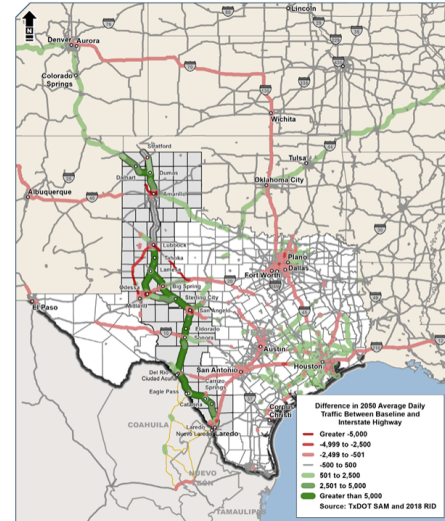 N
Lincoln
Denver
Aurora
Colorado
Springs
Wichita
Stratford
Tulsa
Dumas
Dalhart
Amarillo
Albuquerque
Oklahoma City
Lubbock
Tahoka
Lamesa
Plano
Dallas
Fort Worth
Big Spring
Odessa
Sterling City
Midland
San Angelo
El Paso
Eldorado
Sonora
Austin
Houston
Del Rio
Ciudad Acuña
San Antonio
Eagle Pass
Carrizo
Springs
Catarina
Corpus
Christi
COAHUILA
Laredo
Nuevo Laredo
Laredo
NUEVO
TAMAULIPAS
Difference in 2050 Average Daily
Traffic Between Baseline and
Interstate Highway
Greater -5,000
-4,999 to -2,500
-2,499 to -501
-500 to 500
501 to 2,500
2,501 to 5,000
Greater than 5,000
Source: TxDOT SAM and 2018 RID